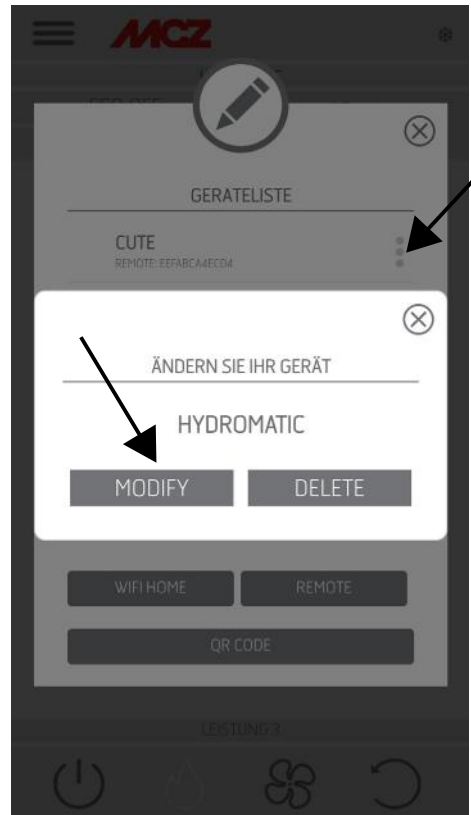 MCZ
GERATELISTE
CUTE
REMOTE: EEFABCA4EC04
ÄNDERN SIE IHR GERÄT
HYDROMATIC
MODIFY DELETE
WIFI HOME REMOTE
QR CODE
LEISTUNG 3